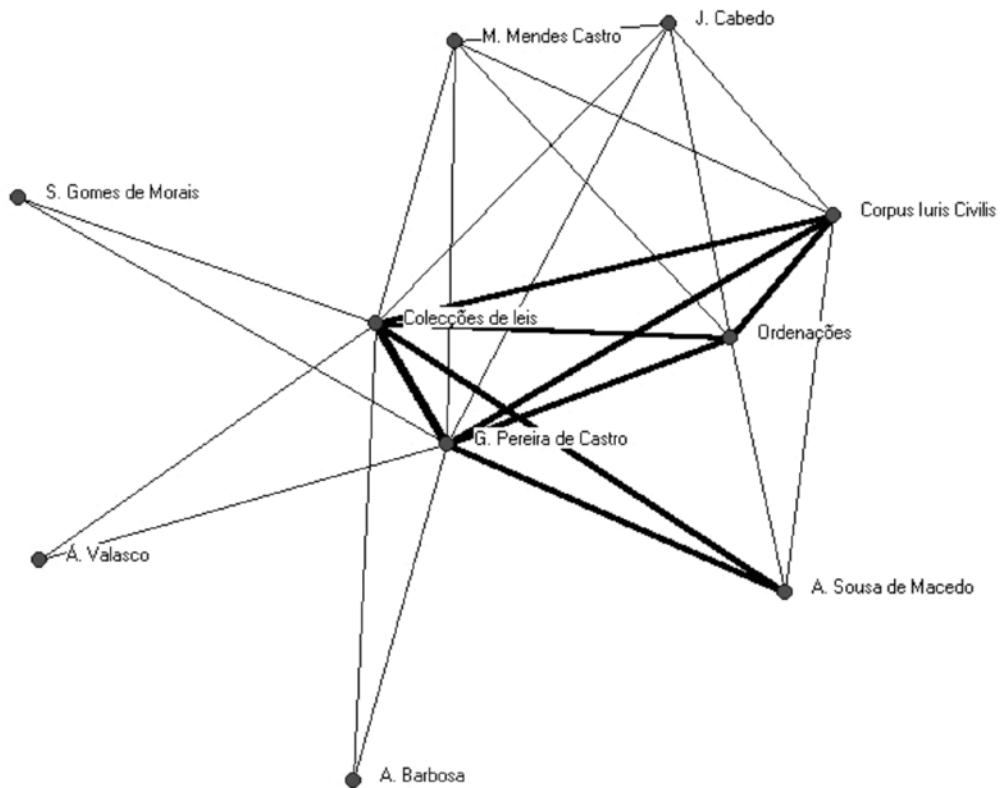 J. Cabedo
M. Mendes Castro
S. Gomes de Morais
Corpus Iuris Civilis
Colecções de leis
Ordenações
G. Pereira de Castro
Á. Valasco
A. Sousa de Macedo
A. Barbosa